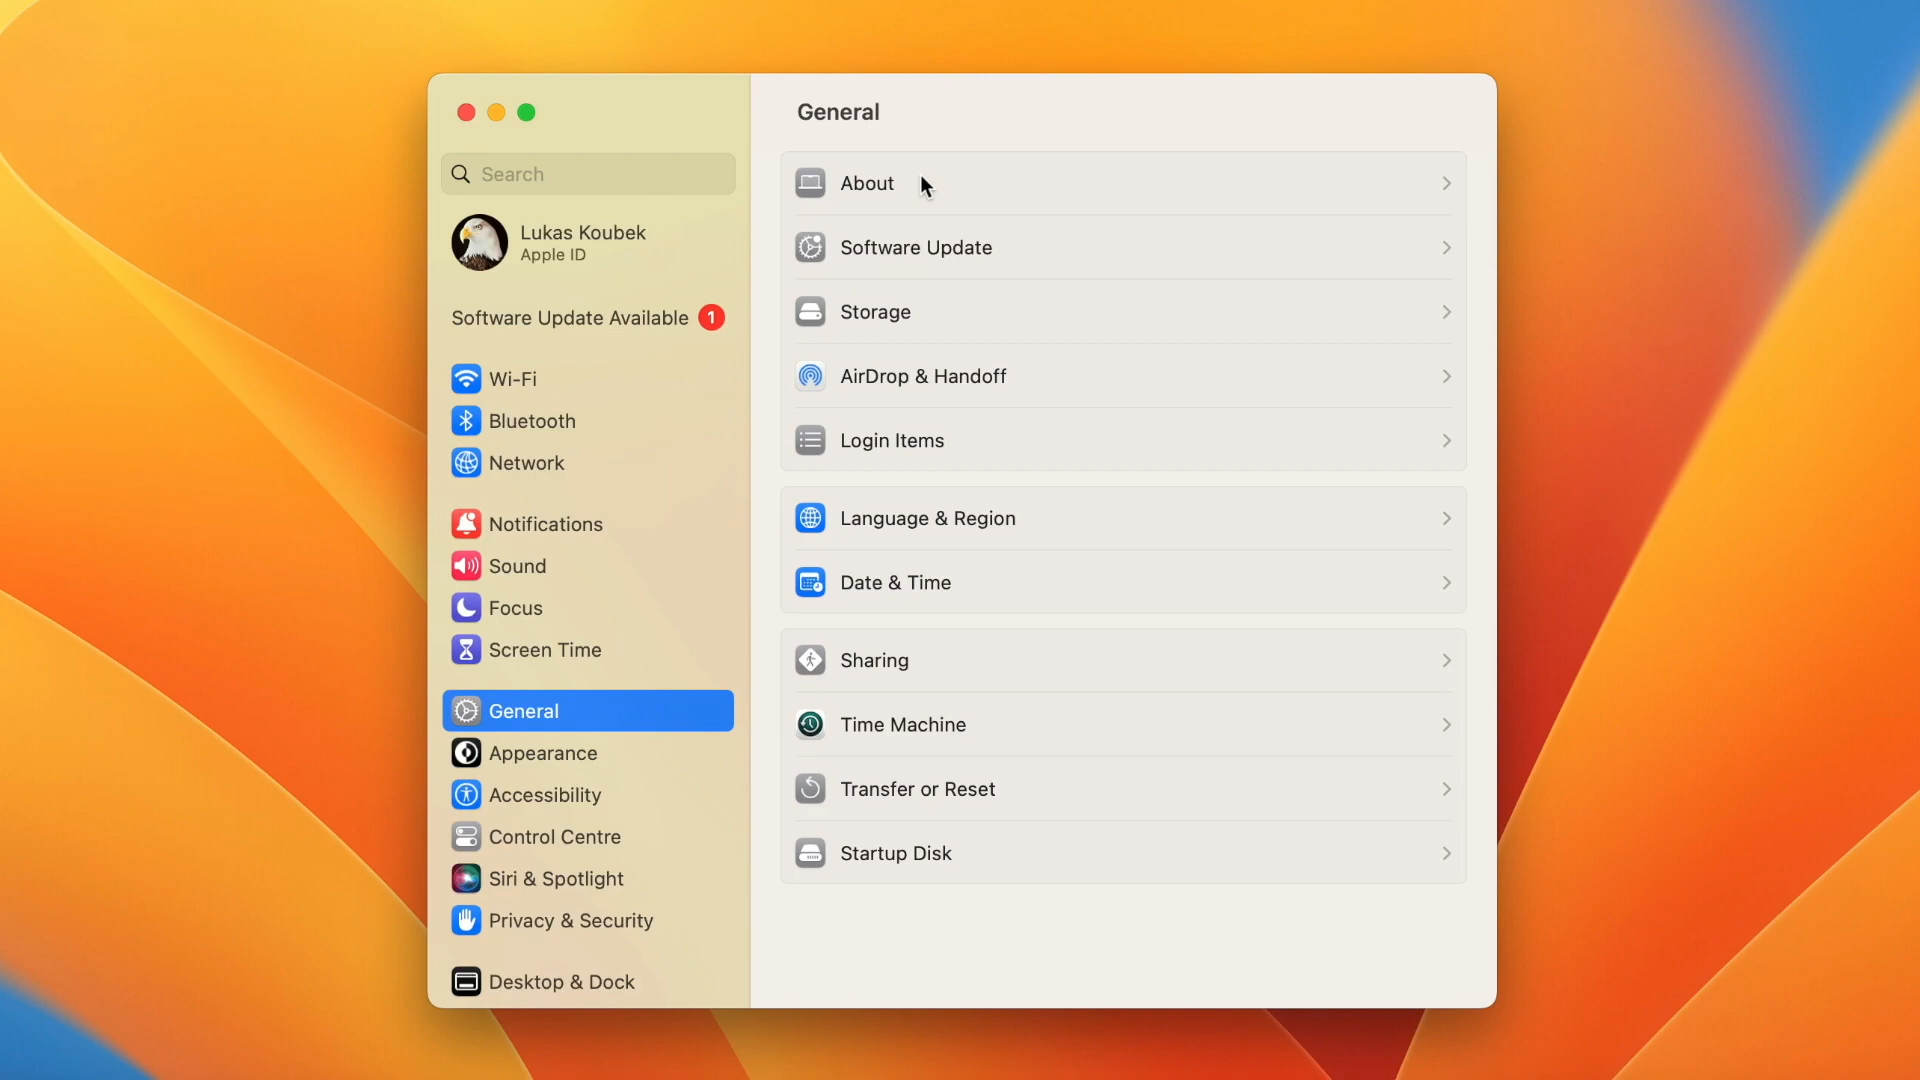 Search
Lukas Koubek
Apple ID
Software Update Available 1
Wi-Fi
Bluetooth
Network
Notifications
Sound
Focus
Screen Time
General
Appearance
Accessibility
Control Centre
Siri & Spotlight
Privacy & Security
Desktop & Dock
General
About
Software Update
Storage
AirDrop & Handoff
Login Items
Language & Region
Date & Time
Sharing
Time Machine
Transfer or Reset
Startup Disk